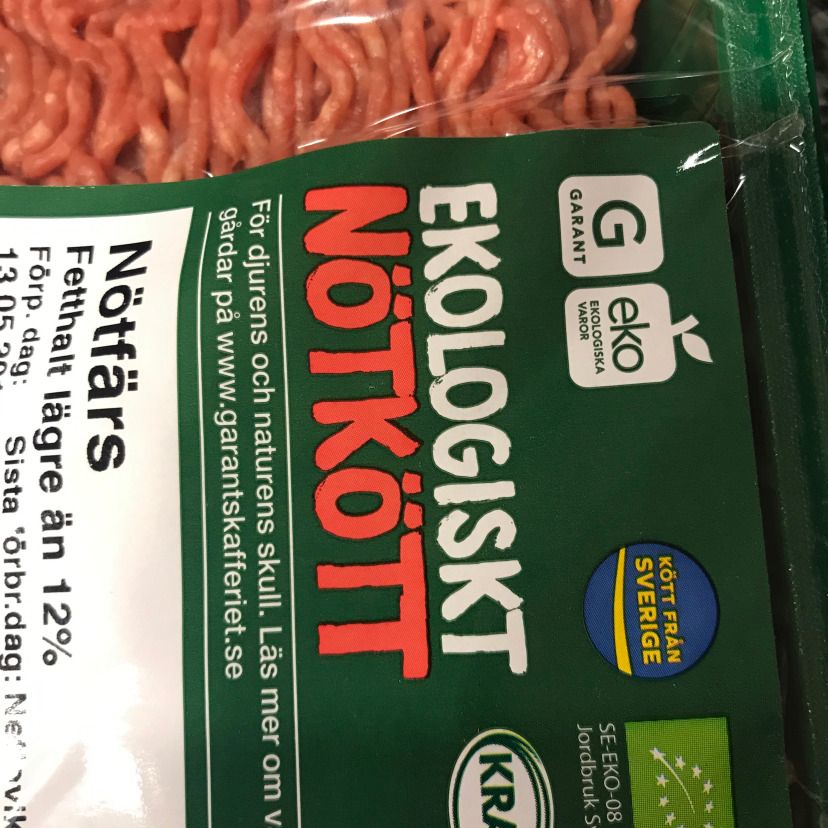 G
GARANT
eko
EKOLOGISKA
VAROR
EKOLOGISKT
NÖTKÖTT
För djurens och naturens skull. Läs mer om
gårdar på www.garantskafferiet.se
KÖTT FRÅN
SVERIGE
SE-EKO-08
Jordbruk
Nötfärs
Fetthalt lägre än 12%
Förp. dag:
Sista förbr.dag:
13.05